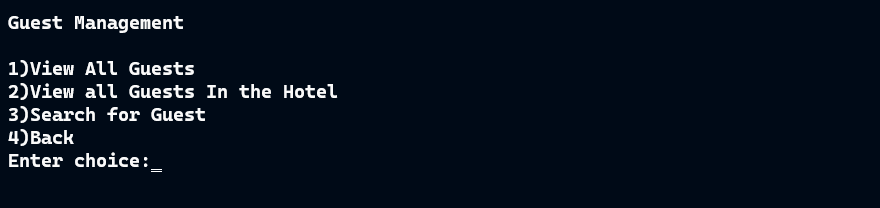 Guest Management
1)View All Guests
2)View all Guests In the Hotel
3)Search for Guest
4)Back
Enter choice:_